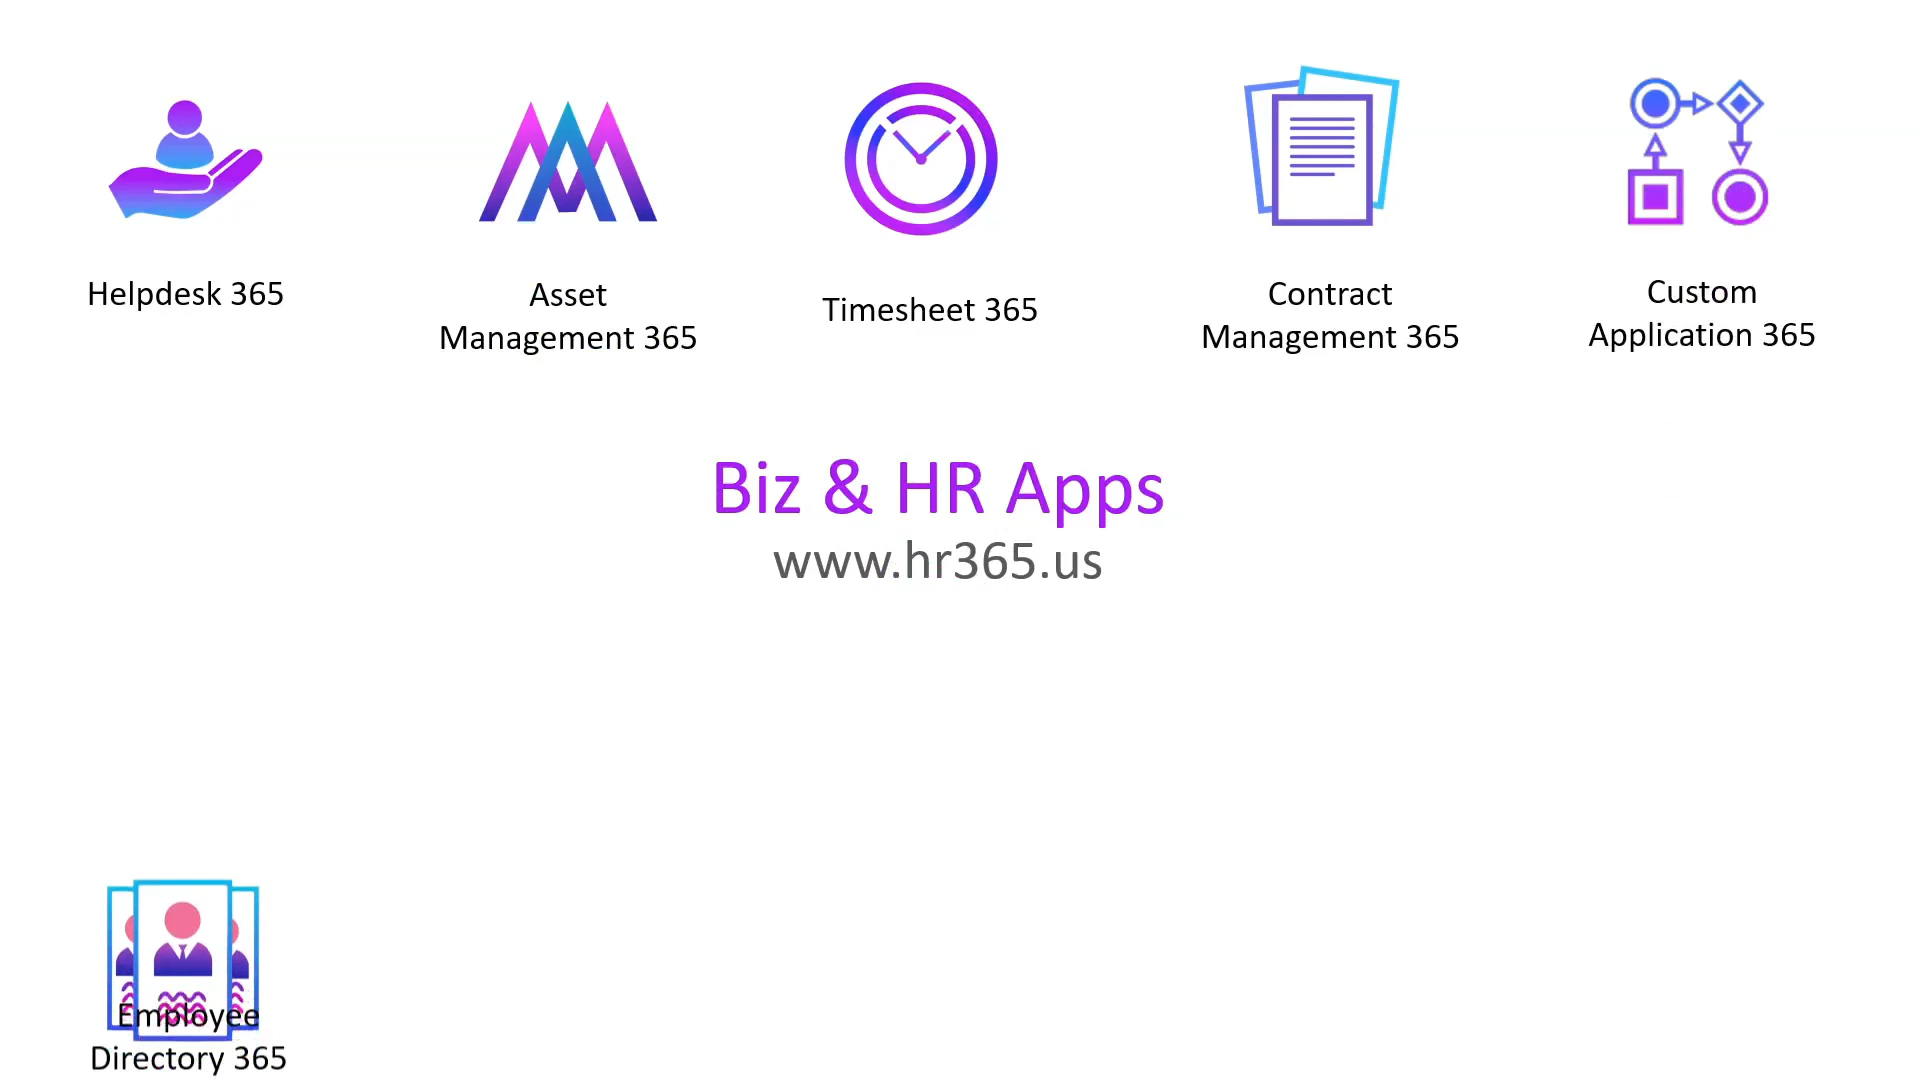 Helpdesk 365
Asset
Management 365
Timesheet 365
Contract
Management 365
Custom
Application 365
Biz & HR Apps
www.hr365.us
Employee
Directory 365